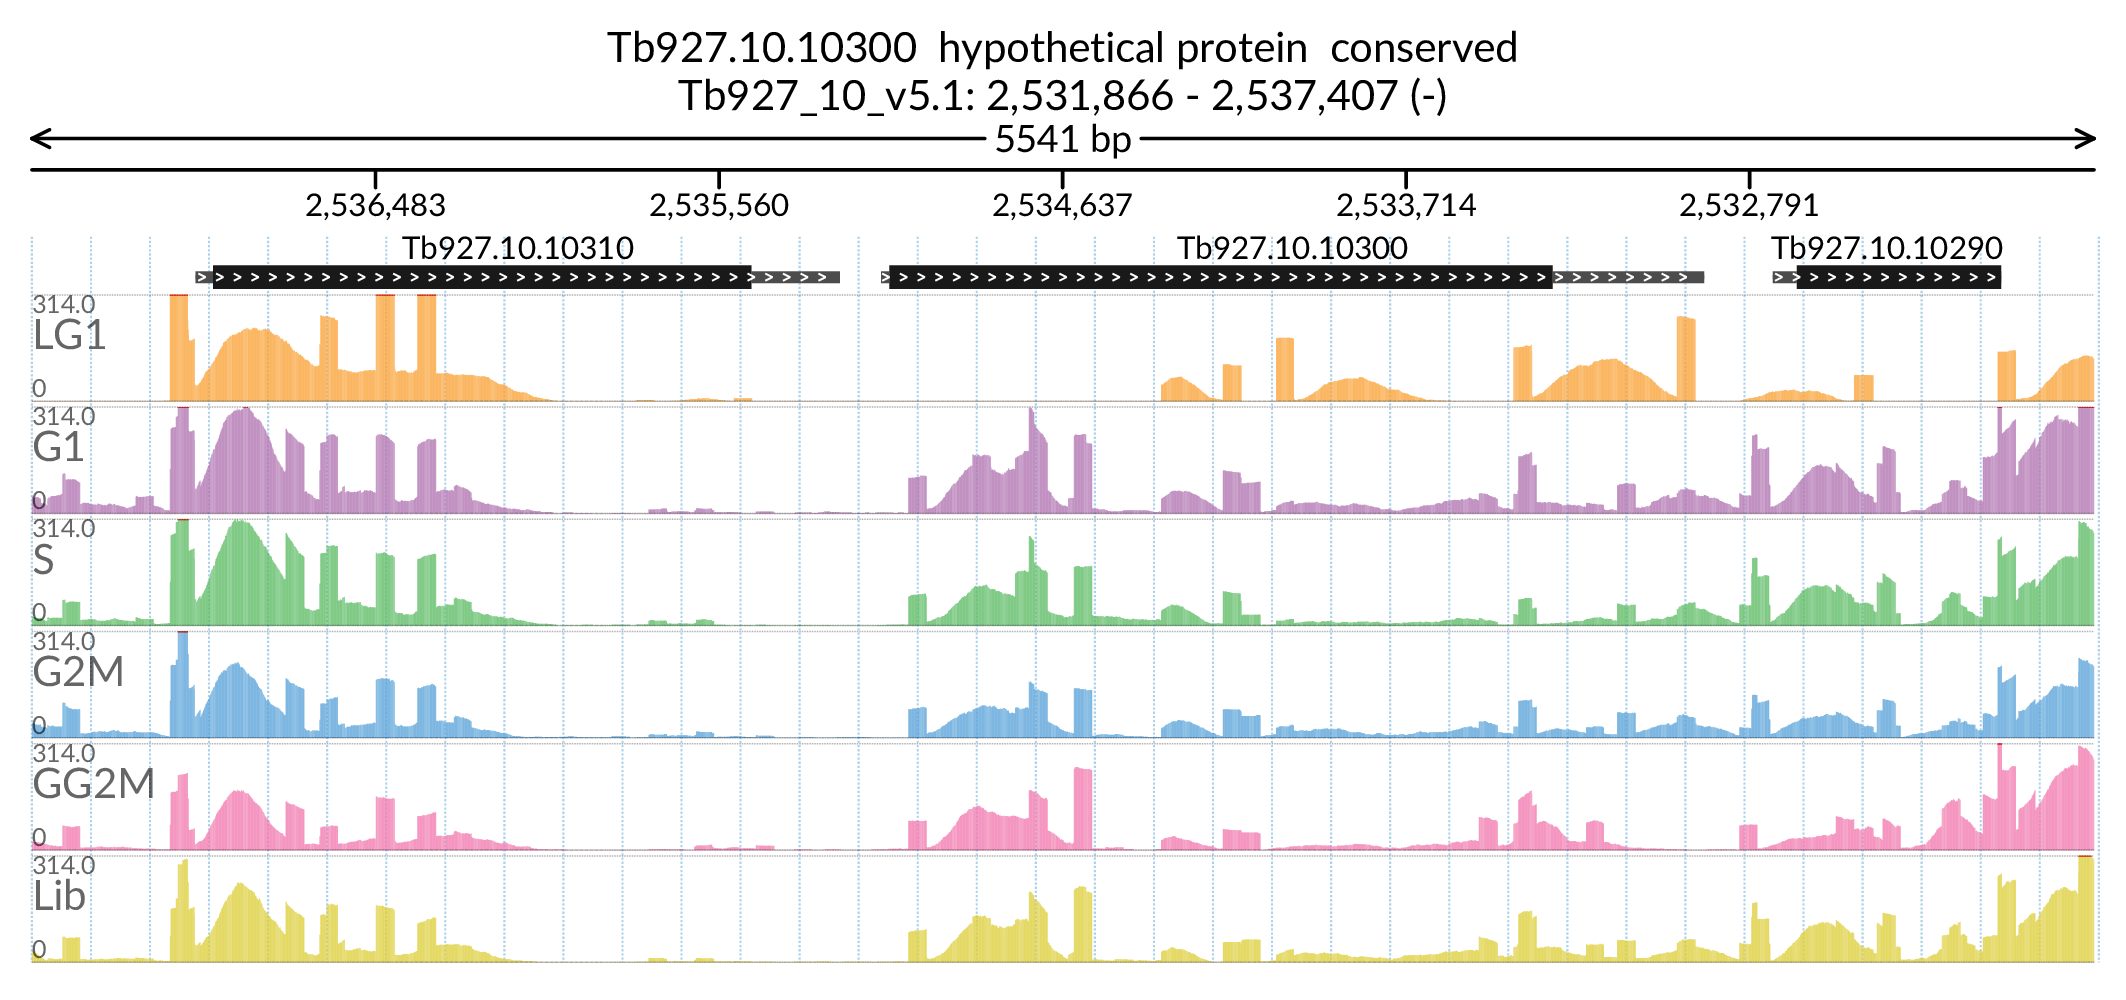 Tb927.10.10300 hypothetical protein conserved
Tb927_10_v5.1: 2,531,866 - 2,537,407 (-)
5541 bp
2,536,483 2,535,560 2,534,637 2,533,714 2,532,791
Tb927.10.10310 Tb927.10.10300 Tb927.10.10290
314.0
LG1
0
314.0
G1
0
314.0
S
0
314.0
G2M
0
314.0
GG2M
0
314.0
Lib
0